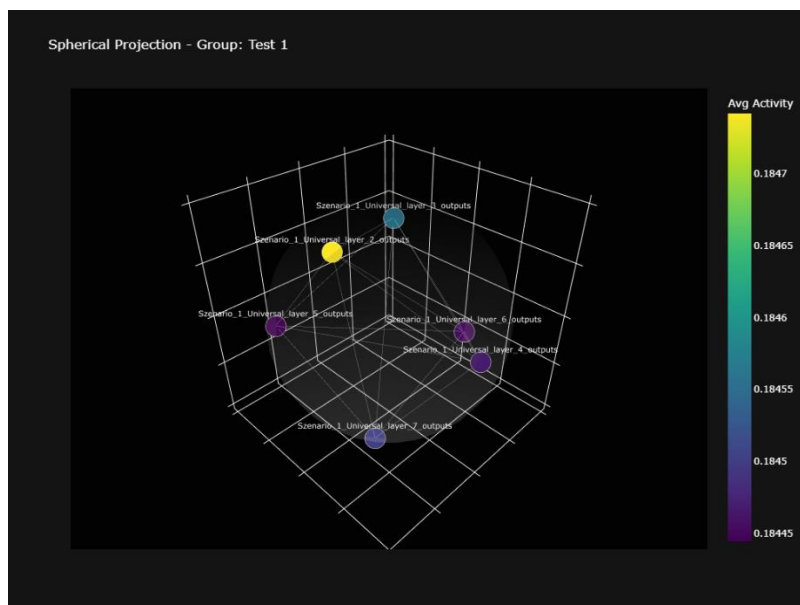 Spherical Projection - Group: Test 1
Avg Activity
Szenario_1_Universal_layer_3_outputs
Szenario_1_Universal_layer_2_outputs
Szenario_1_Universal_layer_5_outputs
Szenario_1_Universal_layer_6_outputs
Szenario_1_Universal_layer_4_outputs
Szenario_1_Universal_layer_7_outputs
0.1847
0.18465
0.1846
0.18455
0.1845
0.18445